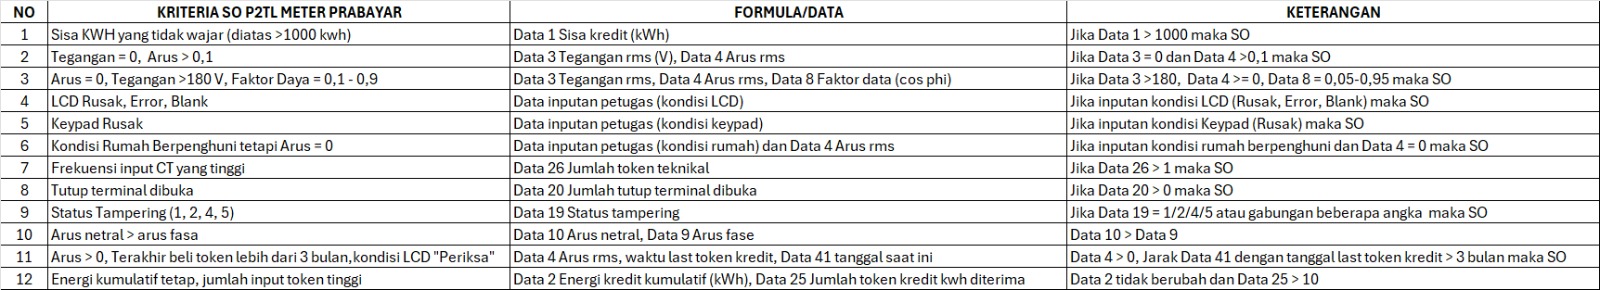 NO KRITERIA SO P2TL METER PRABAYAR FORMULA/DATA KETERANGAN
1 Sisa KWH yang tidak wajar (diatas >1000 kwh) Data 1 Sisa kredit (kWh) Jika Data 1 > 1000 maka SO
2 Tegangan = 0, Arus > 0,1 Data 3 Tegangan rms (V), Data 4 Arus rms Jika Data 3 = 0 dan Data 4 >0,1 maka SO
3 Arus = 0, Tegangan >180 V, Faktor Daya = 0,1 - 0,9 Data 3 Tegangan rms, Data 4 Arus rms, Data 8 Faktor data (cos phi) Jika Data 3 >180, Data 4 >= 0, Data 8 = 0,05-0,95 maka SO
4 LCD Rusak, Error, Blank Data inputan petugas (kondisi LCD) Jika inputan kondisi LCD (Rusak, Error, Blank) maka SO
5 Keypad Rusak Data inputan petugas (kondisi keypad) Jika inputan kondisi Keypad (Rusak) maka SO
6 Kondisi Rumah Berpenghuni tetapi Arus = 0 Data inputan petugas (kondisi rumah) dan Data 4 Arus rms Jika inputan kondisi rumah berpenghuni dan Data 4 = 0 maka SO
7 Frekuensi input CT yang tinggi Data 26 Jumlah token teknikal Jika Data 26 > 1 maka SO
8 Tutup terminal dibuka Data 20 Jumlah tutup terminal dibuka Jika Data 20 > 0 maka SO
9 Status Tampering (1, 2, 4, 5) Data 19 Status tampering Jika Data 19 = 1/2/4/5 atau gabungan beberapa angka maka SO
10 Arus netral > arus fasa Data 10 Arus netral, Data 9 Arus fase Data 10 > Data 9
11 Arus > 0, Terakhir beli token lebih dari 3 bulan,kondisi LCD "Periksa" Data 4 Arus rms, waktu last token kredit, Data 41 tanggal saat ini Data 4 > 0, Jarak Data 41 dengan tanggal last token kredit > 3 bulan maka SO
12 Energi kumulatif tetap, jumlah input token tinggi Data 2 Energi kredit kumulatif (kWh), Data 25 Jumlah token kredit kwh diterima Data 2 tidak berubah dan Data 25 > 10